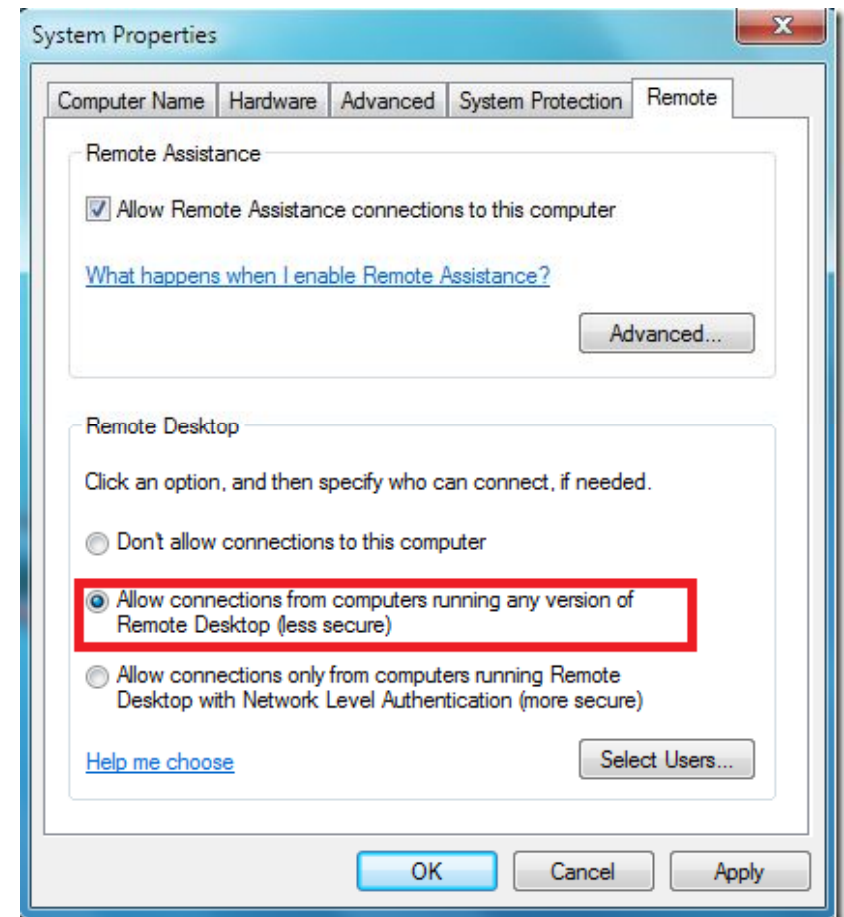 System Properties
Computer Name Hardware Advanced System Protection Remote
Remote Assistance
Allow Remote Assistance connections to this computer
What happens when I enable Remote Assistance?
Advanced...
Remote Desktop
Click an option, and then specify who can connect, if needed.
Don't allow connections to this computer
Allow connections from computers running any version of
Remote Desktop (less secure)
Allow connections only from computers running Remote
Desktop with Network Level Authentication (more secure)
Help me choose
Select Users...
OK Cancel Apply